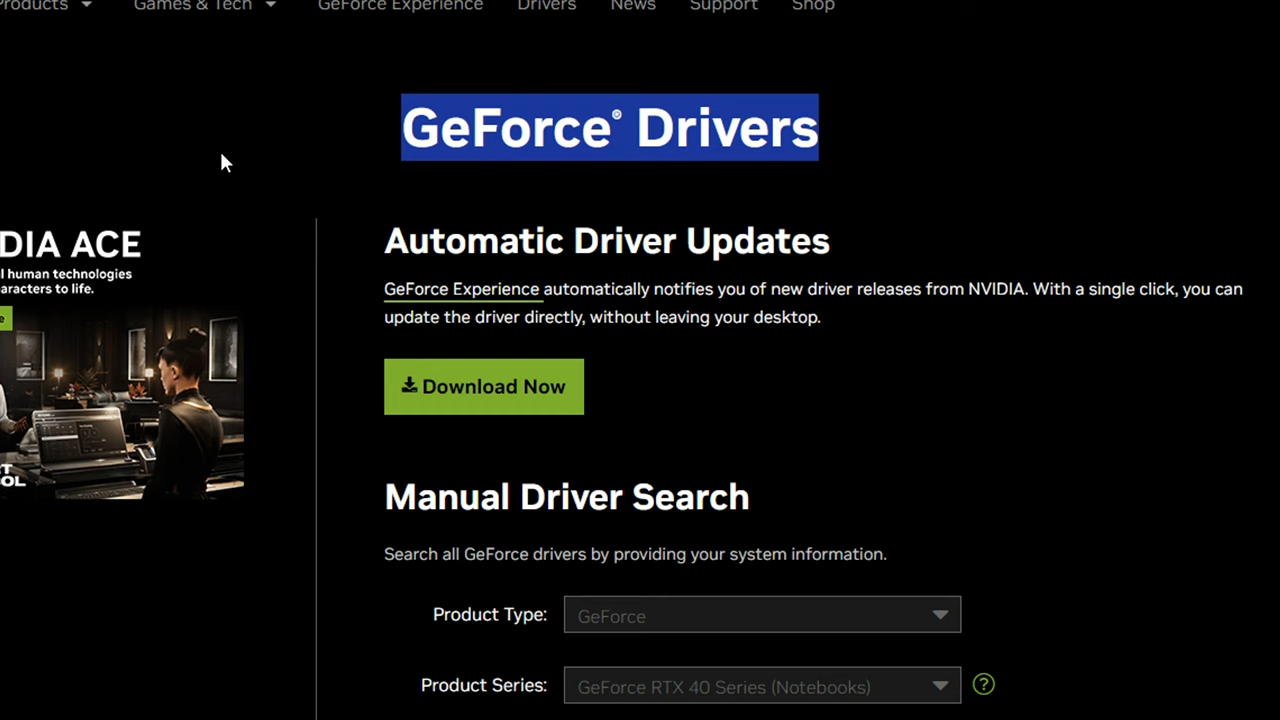 Products
Games & Tech
GeForce Experience
Drivers
News
Support
Shop
GeForce® Drivers
DIA ACE
l human technologies
aracters to life.
e
Automatic Driver Updates
GeForce Experience automatically notifies you of new driver releases from NVIDIA. With a single click, you can
update the driver directly, without leaving your desktop.
Download Now
Manual Driver Search
Search all GeForce drivers by providing your system information.
Product Type:
GeForce
Product Series:
GeForce RTX 40 Series (Notebooks)
?